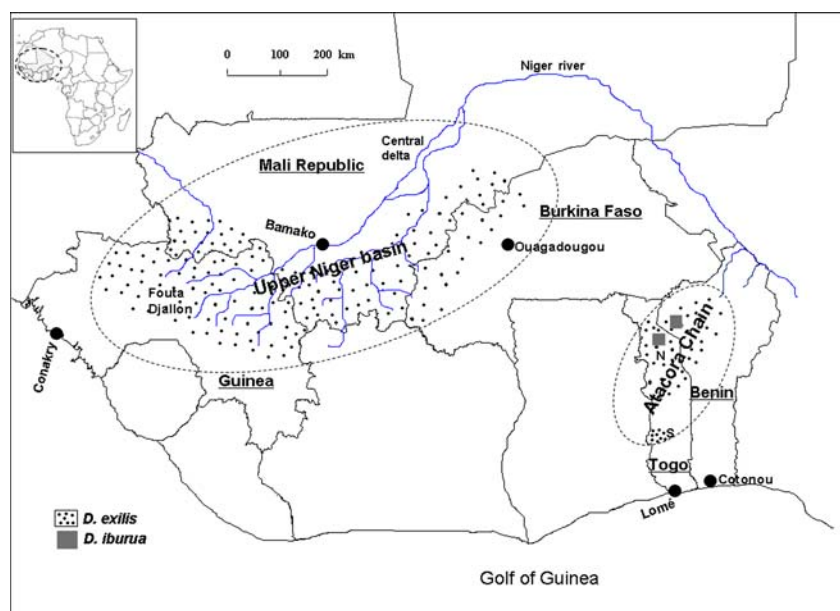 0 100 200 km
Niger river
Central
delta
Mali Republic
Burkina Faso
Bamako
Ouagadougou
Upper Niger basin
Fouta
Djallon
Conakry
Guinea
Atacora Chain
N
Benin
S
Togo
Cotonou
Lomé
D. exilis
D. iburua
Golf of Guinea